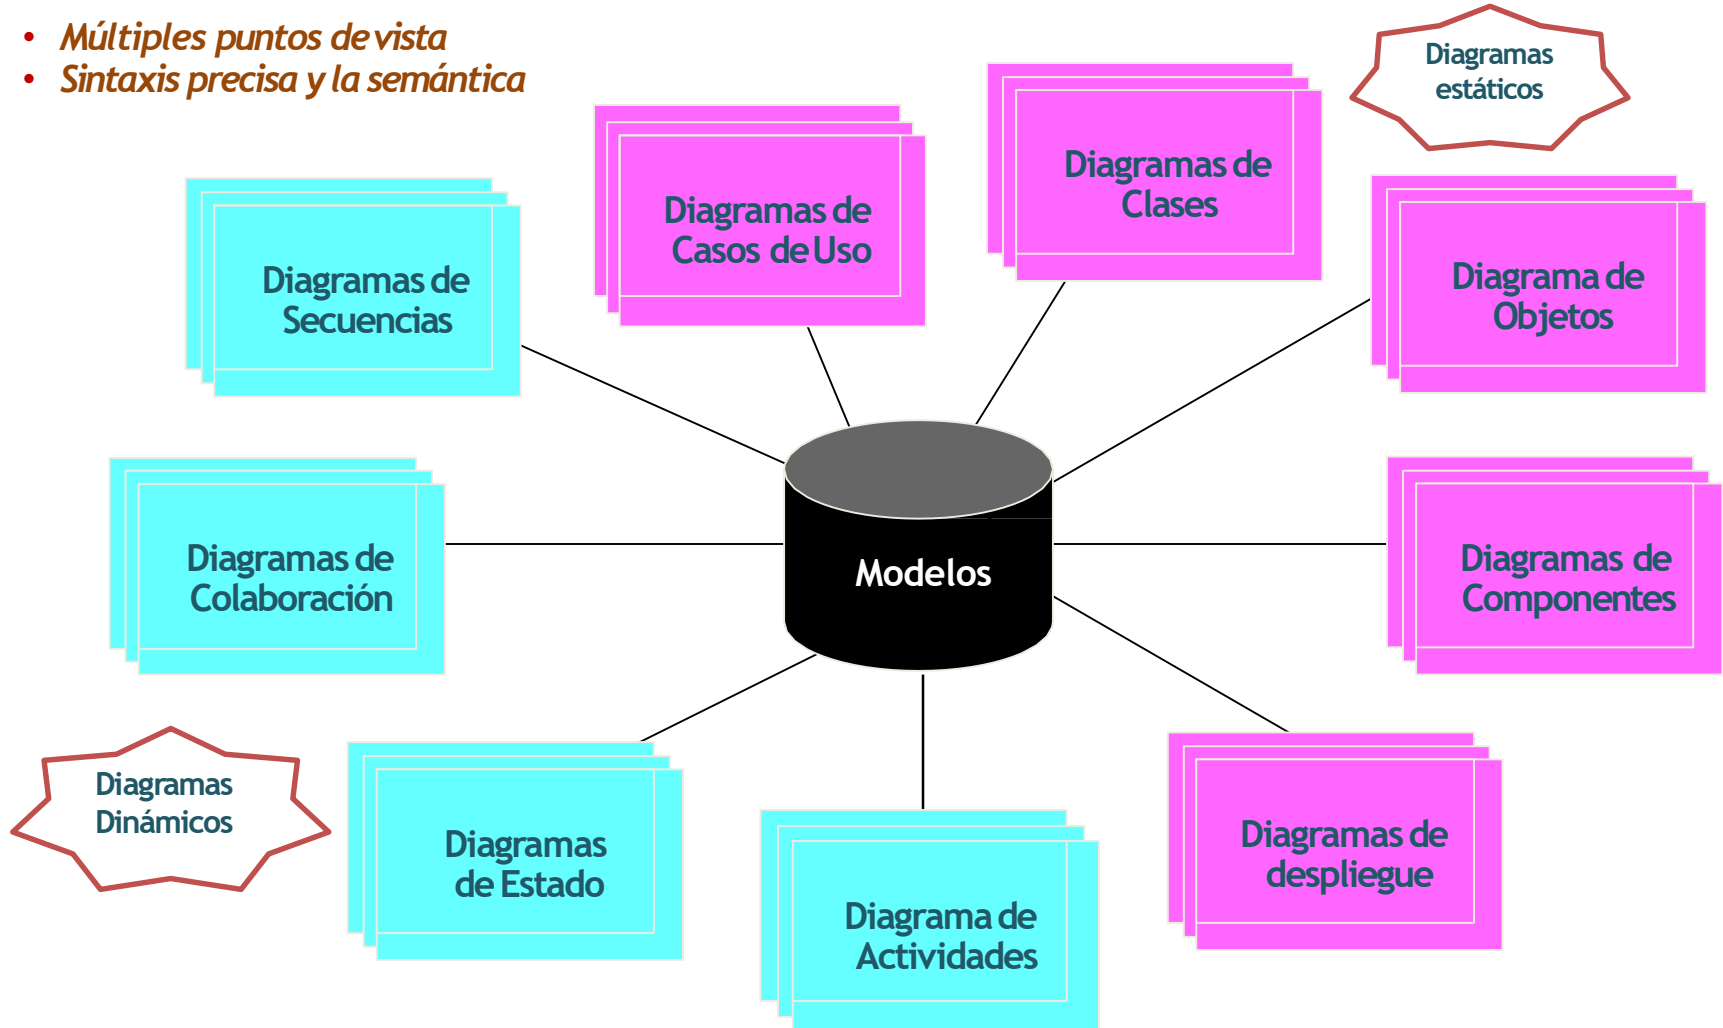 • Múltiples puntos de vista
• Sintaxis precisa y la semántica
Diagramas
estáticos
Diagramas de
Clases
Diagramas de
Casos de Uso
Diagramas de
Secuencias
Diagrama de
Objetos
Diagramas de
Colaboración
Modelos
Diagramas de
Componentes
Diagramas
Dinámicos
Diagramas
de Estado
Diagrama de
Actividades
Diagramas de
despliegue